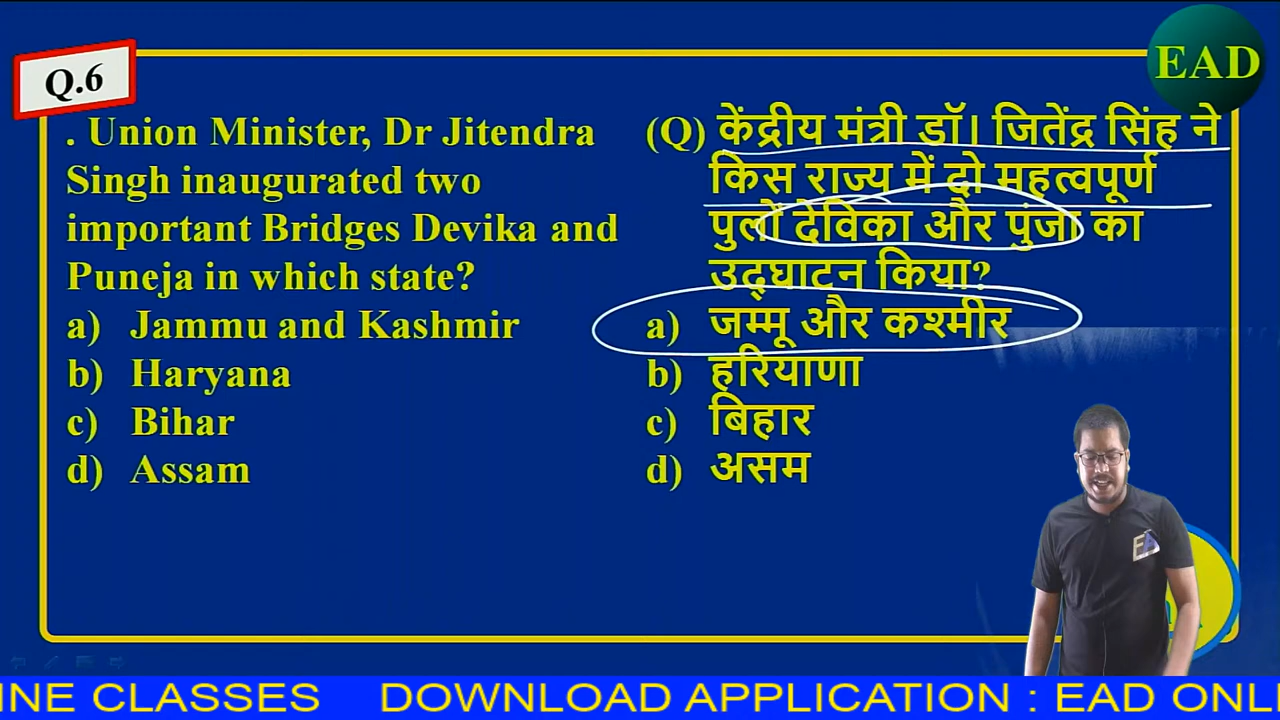 EAD
Q.6
. Union Minister, Dr Jitendra
Singh inaugurated two
important Bridges Devika and
Puneja in which state?
a) Jammu and Kashmir
b) Haryana
c) Bihar
d) Assam
(Q) केंद्रीय मंत्री डॉ। जितेंद्र सिंह ने
किस राज्य में दो महत्वपूर्ण
पुलों देविका और पुंजा का
उद्घाटन किया?
a) जम्मू और कश्मीर
b) हरियाणा
c) बिहार
d) असम
INE CLASSES DOWNLOAD APPLICATION : EAD ONLI